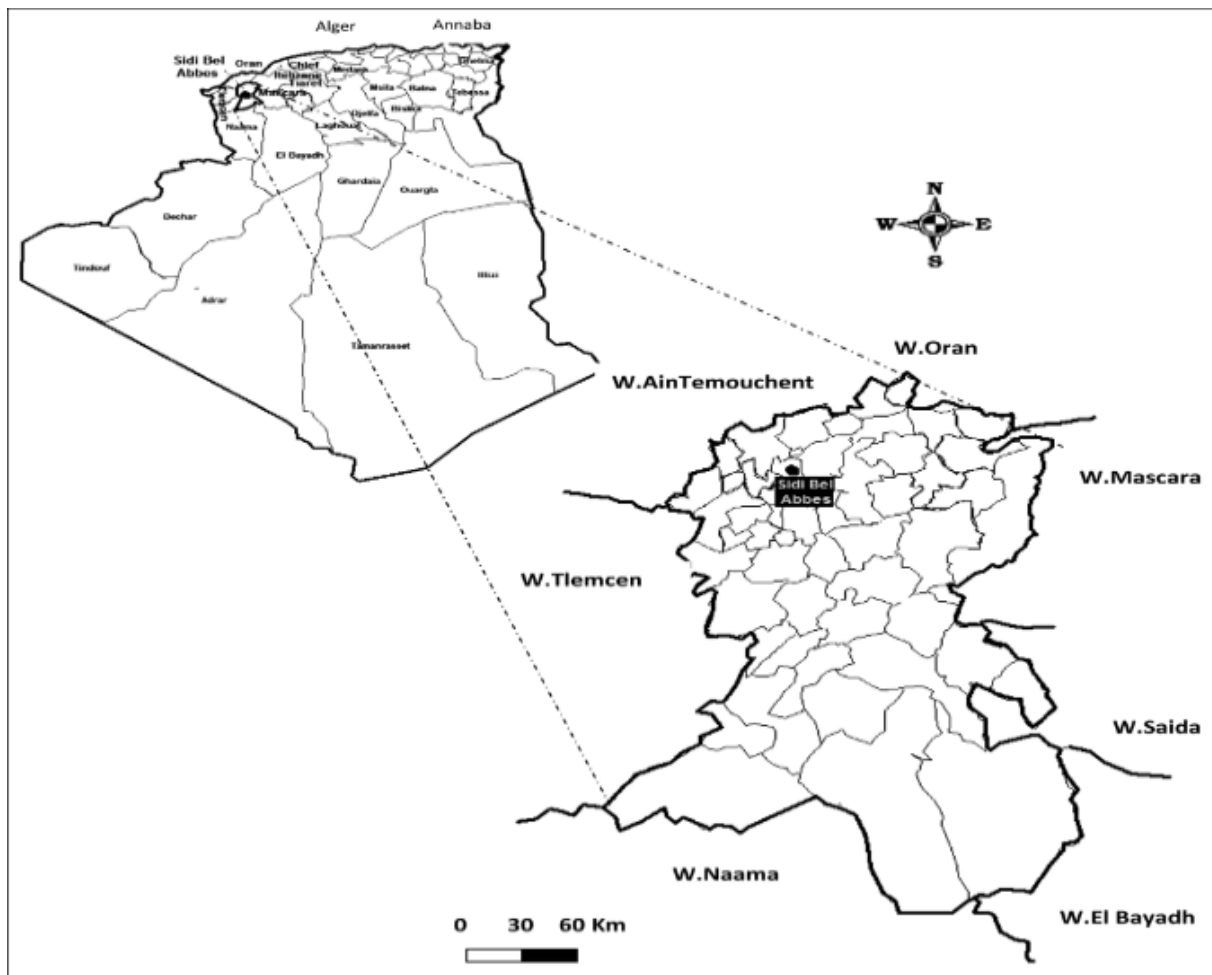 Alger Annaba
Sidi Bel
Abbes
Oran
Chief
Tiaret
Mascara
Msila
Batna
Tebessa
Biskra
Djelfa
Laghouat
Naama
El Bayadh
Ghardaia
Ouargla
Bechar
Tindouf
Adrar
Illizi
Tamanrasset
N
W E
S
W.Oran
W.AinTemouchent
W.Mascara
Sidi Bel
Abbes
W.Tlemcen
W.Saida
W.Naama
W.El Bayadh
0 30 60 Km